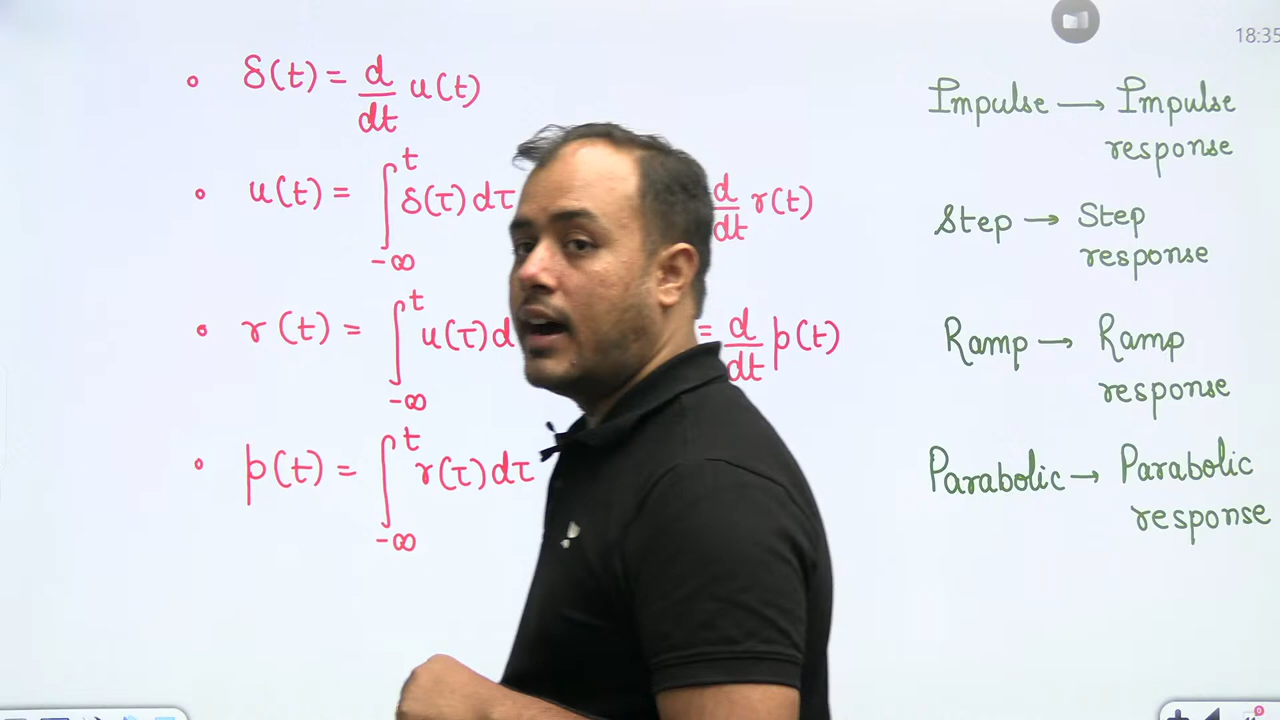 18:35
• δ(t) = d/dt u(t)
• u(t) = ∫_{-∞}^{t} δ(τ) dτ d/dt r(t)
• r(t) = ∫_{-∞}^{t} u(τ) d = d/dt p(t)
• p(t) = ∫_{-∞}^{t} r(τ) dτ
Impulse → Impulse
response
Step → Step
response
Ramp → Ramp
response
Parabolic → Parabolic
response